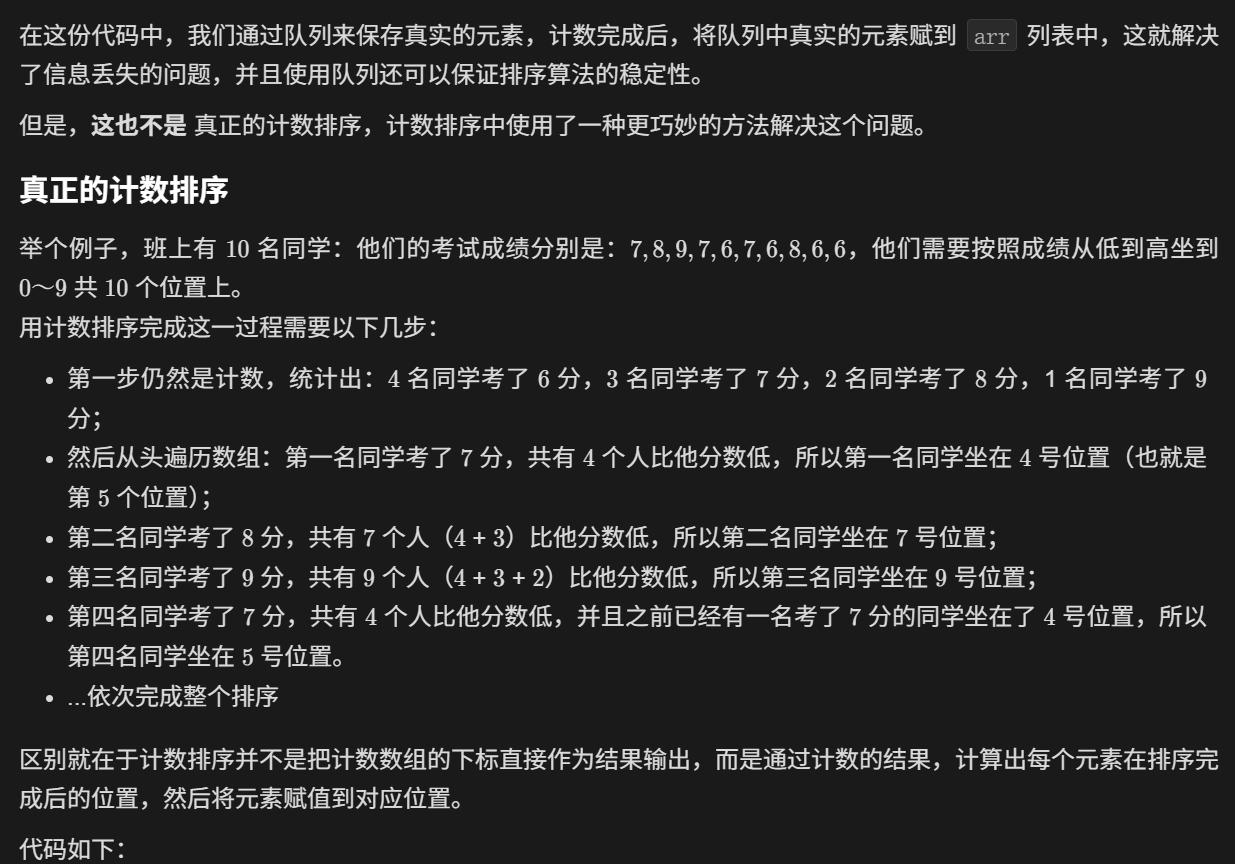 在这份代码中，我们通过队列来保存真实的元素，计数完成后，将队列中真实的元素赋到 arr 列表中，这就解决
了信息丢失的问题，并且使用队列还可以保证排序算法的稳定性。
但是，这也不是 真正的计数排序，计数排序中使用了一种更巧妙的方法解决这个问题。
真正的计数排序
举个例子，班上有 10 名同学：他们的考试成绩分别是：7, 8, 9, 7, 6, 7, 6, 8, 6, 6，他们需要按照成绩从低到高坐到
0～9 共 10 个位置上。
用计数排序完成这一过程需要以下几步：
• 第一步仍然是计数，统计出：4 名同学考了 6 分，3 名同学考了 7 分，2 名同学考了 8 分，1 名同学考了 9
分；
• 然后从头遍历数组：第一名同学考了 7 分，共有 4 个人比他分数低，所以第一名同学坐在 4 号位置（也就是
第 5 个位置）；
• 第二名同学考了 8 分，共有 7 个人（4 + 3）比他分数低，所以第二名同学坐在 7 号位置；
• 第三名同学考了 9 分，共有 9 个人（4 + 3 + 2）比他分数低，所以第三名同学坐在 9 号位置；
• 第四名同学考了 7 分，共有 4 个人比他分数低，并且之前已经有一名考了 7 分的同学坐在了 4 号位置，所以
第四名同学坐在 5 号位置。
• ...依次完成整个排序
区别就在于计数排序并不是把计数数组的下标直接作为结果输出，而是通过计数的结果，计算出每个元素在排序完
成后的位置，然后将元素赋值到对应位置。
代码如下：